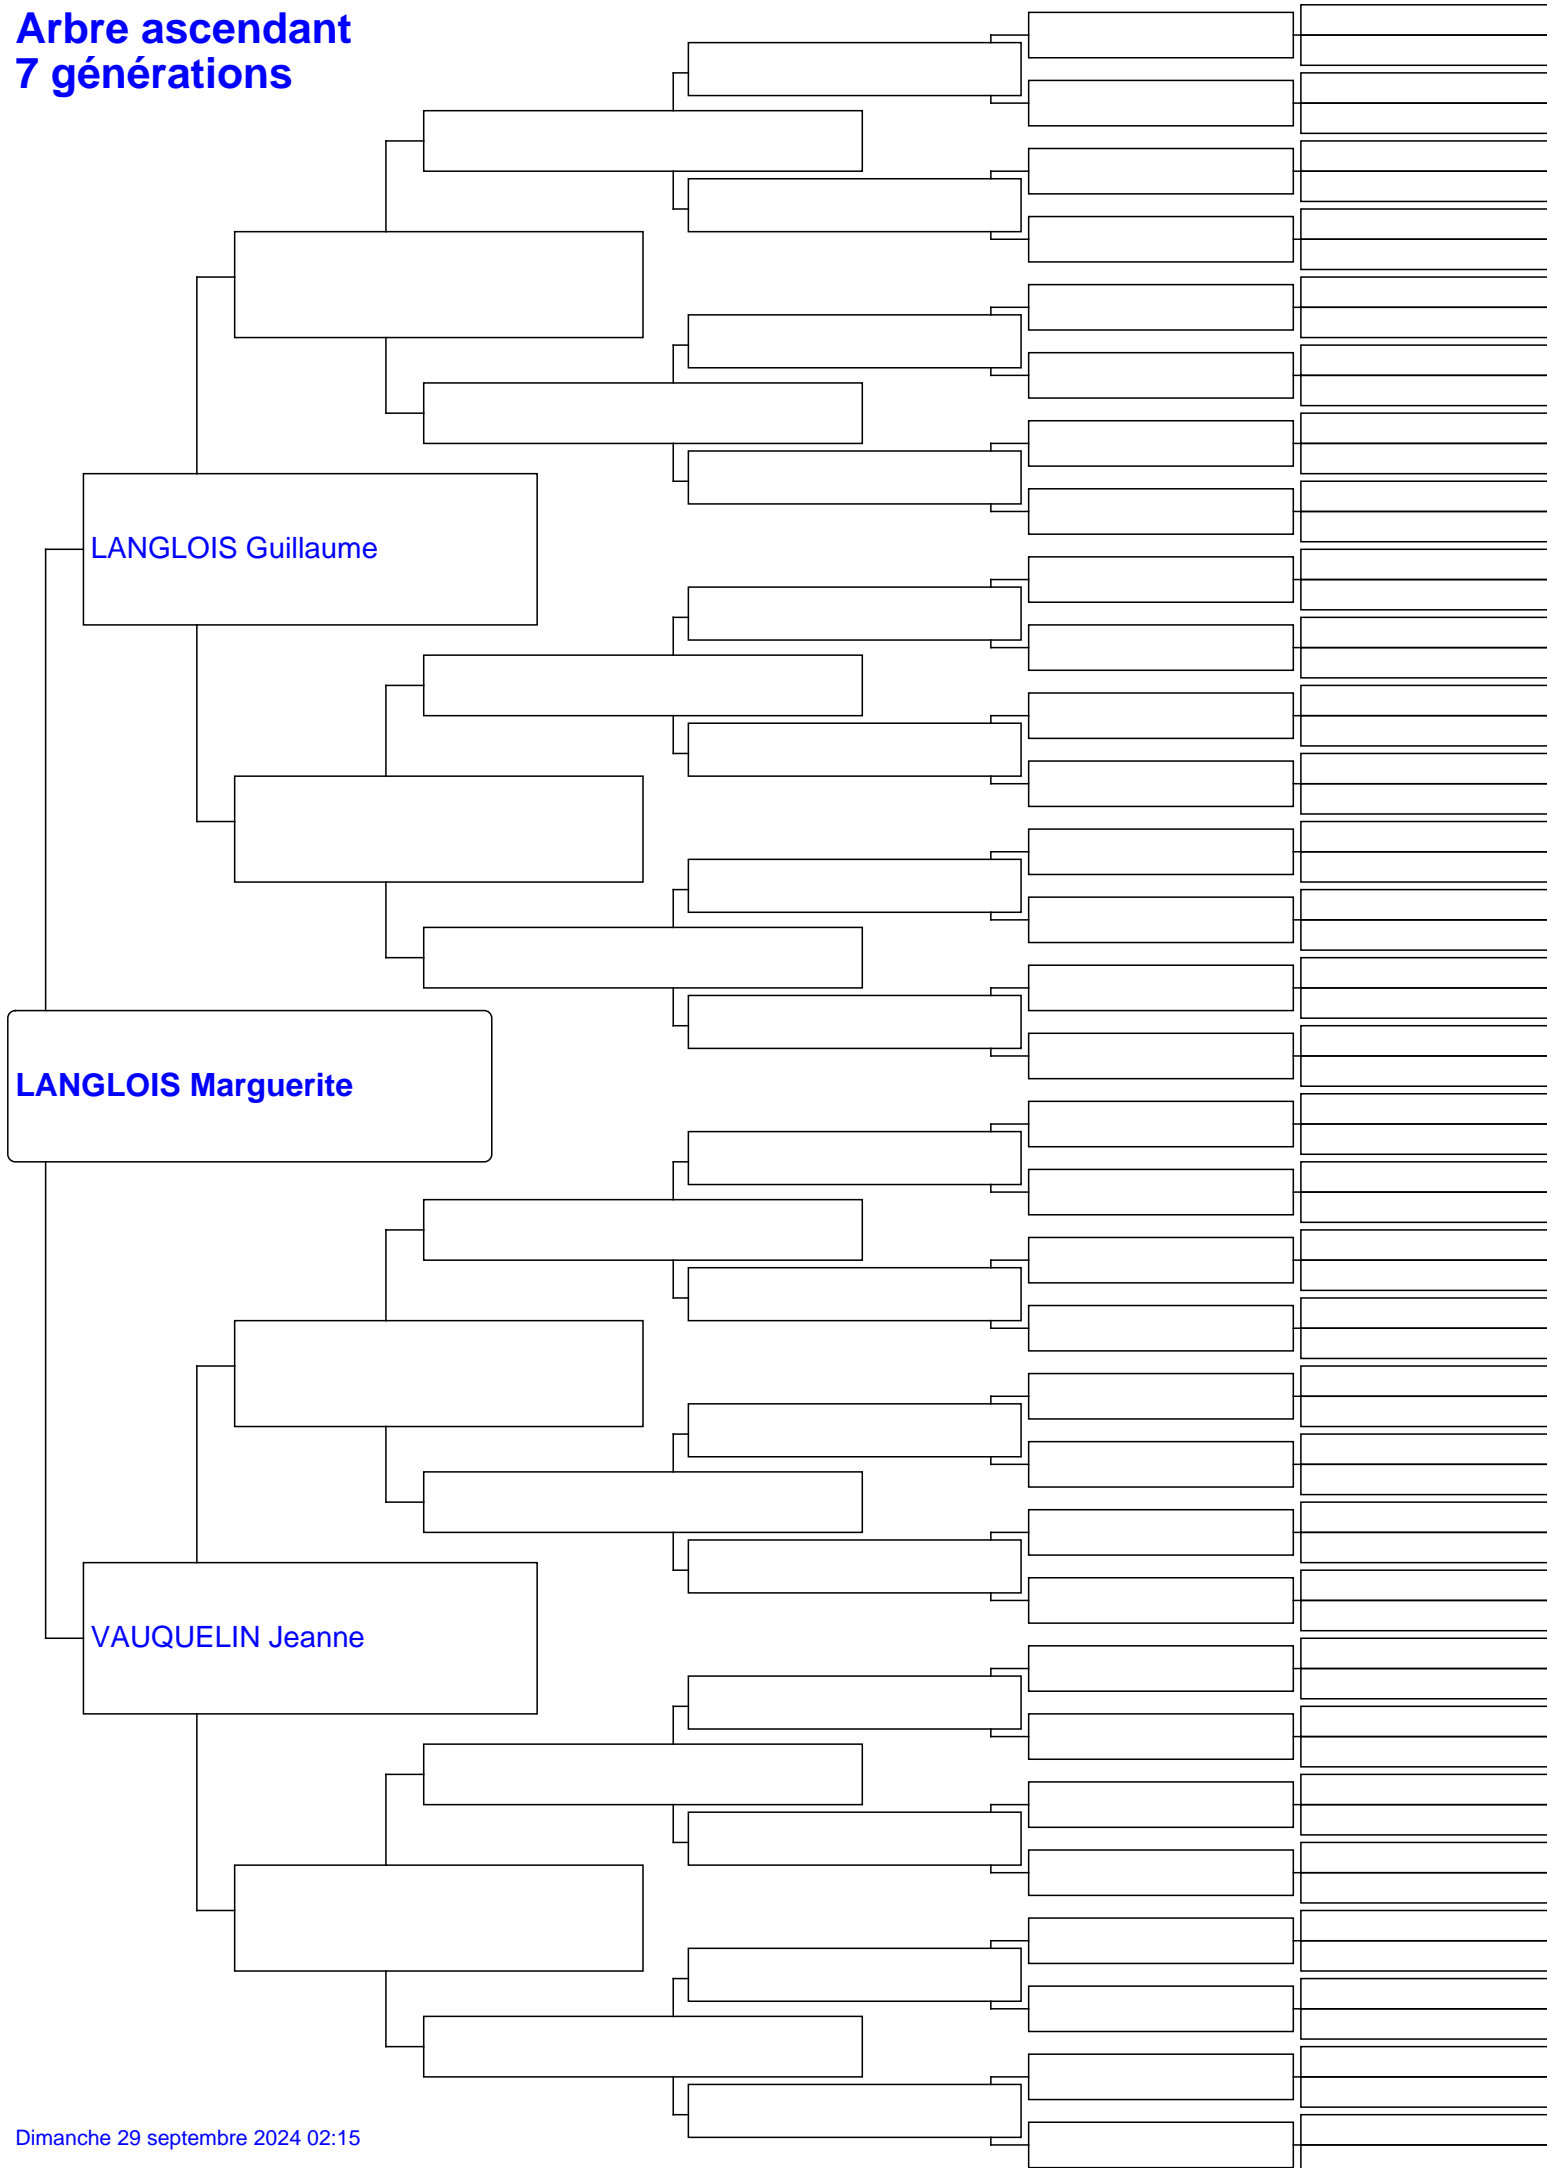 Arbre ascendant
7 générations
LANGLOIS Guillaume
LANGLOIS Marguerite
VAUQUELIN Jeanne
Dimanche 29 septembre 2024 02:15